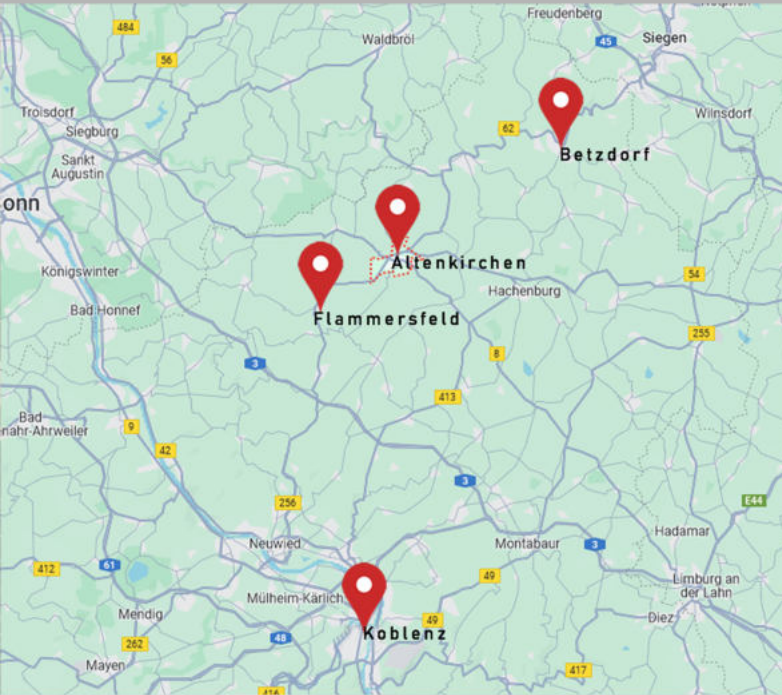 Freudenberg
484
Waldbröl
45
Siegen
56
Troisdorf
Wilnsdorf
Siegburg
62
Betzdorf
Sankt
Augustin
onn
Altenkirchen
Königswinter
54
Hachenburg
Bad Honnef
Flammersfeld
255
8
3
413
Bad
nahr-Ahrweiler
9
42
3
256
E44
Hadamar
Neuwied
Montabaur
3
61
412
49
Limburg an
der Lahn
Mülheim-Kärlich
Mendig
Diez
49
Koblenz
48
262
Mayen
417
416